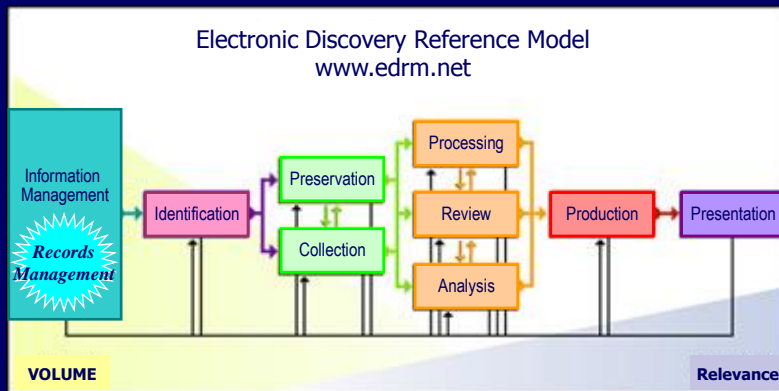 Electronic Discovery Reference Model
www.edrm.net
Information
Management
Records
Management
Identification
Preservation
Collection
Processing
Review
Analysis
Production
Presentation
VOLUME
Relevance